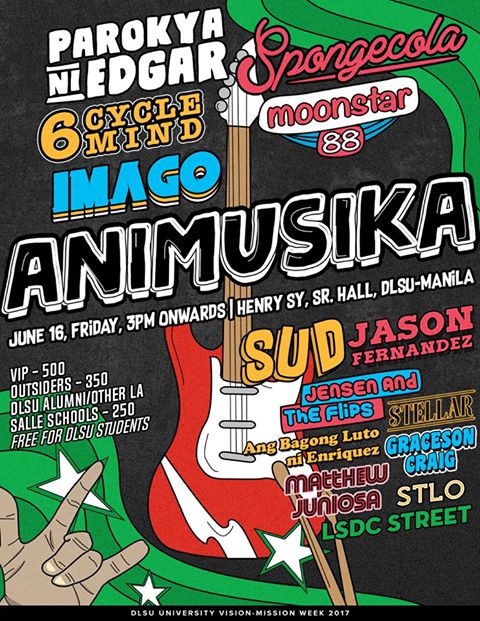 PAROKYA
NI EDGAR
Spongecola
6 CYCLE
MIND
moonstar
88
IMAGO
ANIMUSIKA
JUNE 16, FRIDAY, 3PM ONWARDS | HENRY SY, SR. HALL, DLSU-MANILA
SUD
JASON
FERNANDEZ
VIP - 500
OUTSIDERS - 350
DLSU ALUMNI/OTHER LA
SALLE SCHOOLS - 250
FREE FOR DLSU STUDENTS
JENSEN AND
THE FLIPS
STELLAR
Ang Bagong Luto
ni Enriquez
GRACESON
CRAIG
MATTHEW
JUNIOSA
STLO
LSDC STREET
DLSU UNIVERSITY VISION-MISSION WEEK 2017